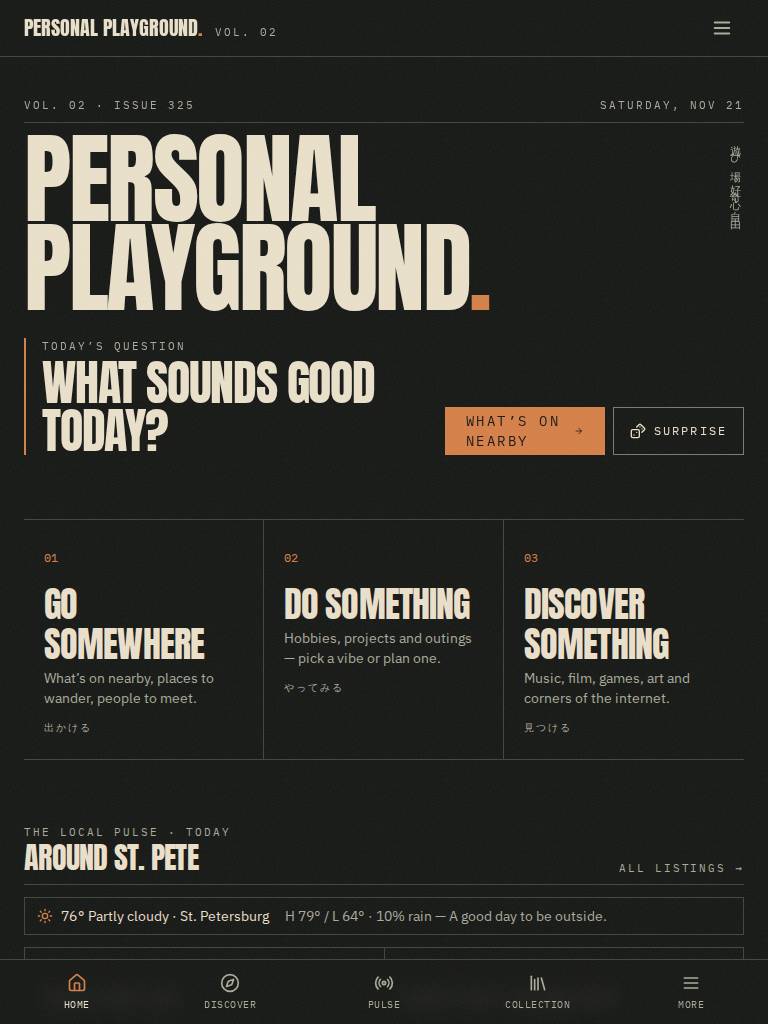 PERSONAL PLAYGROUND. VOL. 02
VOL. 02 · ISSUE 325
SATURDAY, NOV 21
PERSONAL
PLAYGROUND.
遊び場 好奇心 自由
TODAY’S QUESTION
WHAT SOUNDS GOOD
TODAY?
WHAT’S ON
NEARBY →
SURPRISE
01
GO
SOMEWHERE
What’s on nearby, places to
wander, people to meet.
出かける
02
DO SOMETHING
Hobbies, projects and outings
— pick a vibe or plan one.
やってみる
03
DISCOVER
SOMETHING
Music, film, games, art and
corners of the internet.
見つける
THE LOCAL PULSE · TODAY
AROUND ST. PETE
ALL LISTINGS →
76° Partly cloudy · St. Petersburg H 79° / L 64° · 10% rain — A good day to be outside.
HOME
DISCOVER
PULSE
COLLECTION
MORE